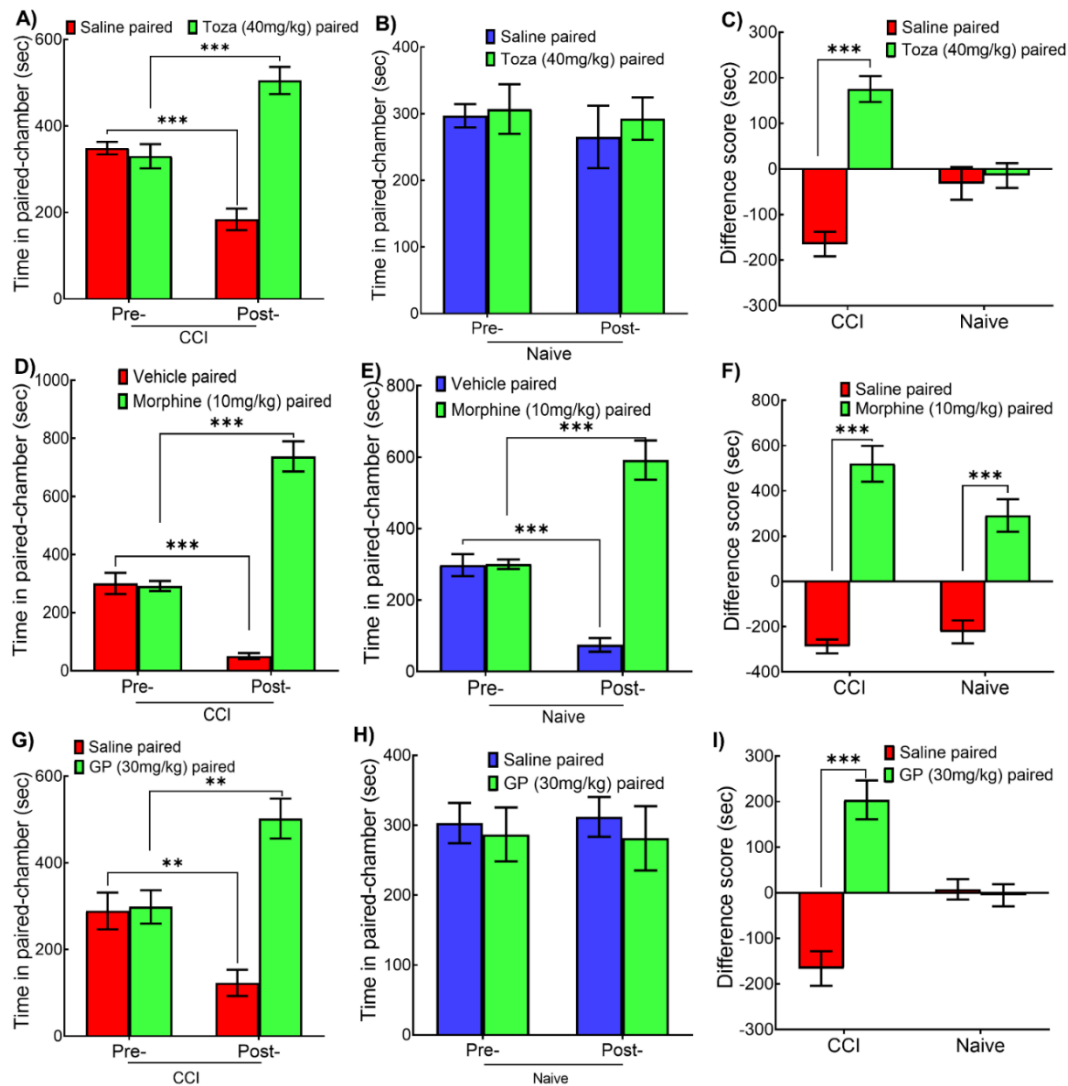 A)
Saline paired
Toza (40mg/kg) paired
Time in paired-chamber (sec)
600
400
200
0
***
***
Pre-
Post-
CCI
B)
Saline paired
Toza (40mg/kg) paired
Time in paired-chamber (sec)
400
300
200
100
0
Pre-
Post-
Naive
C)
Saline paired
Toza (40mg/kg) paired
Difference score (sec)
300
200
100
0
-100
-200
-300
***
CCI
Naive
D)
Vehicle paired
Morphine (10mg/kg) paired
Time in paired-chamber (sec)
1000
800
600
400
200
0
***
***
Pre-
Post-
CCI
E)
Vehicle paired
Morphine (10mg/kg) paired
Time in paired-chamber (sec)
800
600
400
200
0
***
***
Pre-
Post-
Naive
F)
Saline paired
Morphine (10mg/kg) paired
Difference score (sec)
800
600
400
200
0
-200
-400
***
***
CCI
Naive
G)
Saline paired
GP (30mg/kg) paired
Time in paired-chamber (sec)
600
400
200
0
**
**
Pre-
Post-
CCI
H)
Saline paired
GP (30mg/kg) paired
Time in paired-chamber (sec)
400
300
200
100
0
Pre-
Post-
Naive
I)
Saline paired
GP (30mg/kg) paired
Difference score (sec)
300
200
100
0
-100
-200
-300
***
CCI
Naive